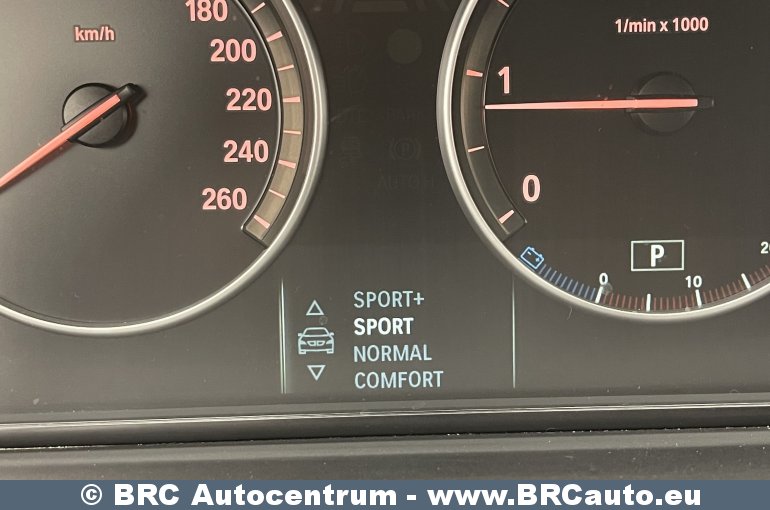 km/h
180
200
220
240
260
1/min x 1000
1
0
P
0
10
SPORT+
SPORT
NORMAL
COMFORT
© BRC Autocentrum - www.BRCauto.eu